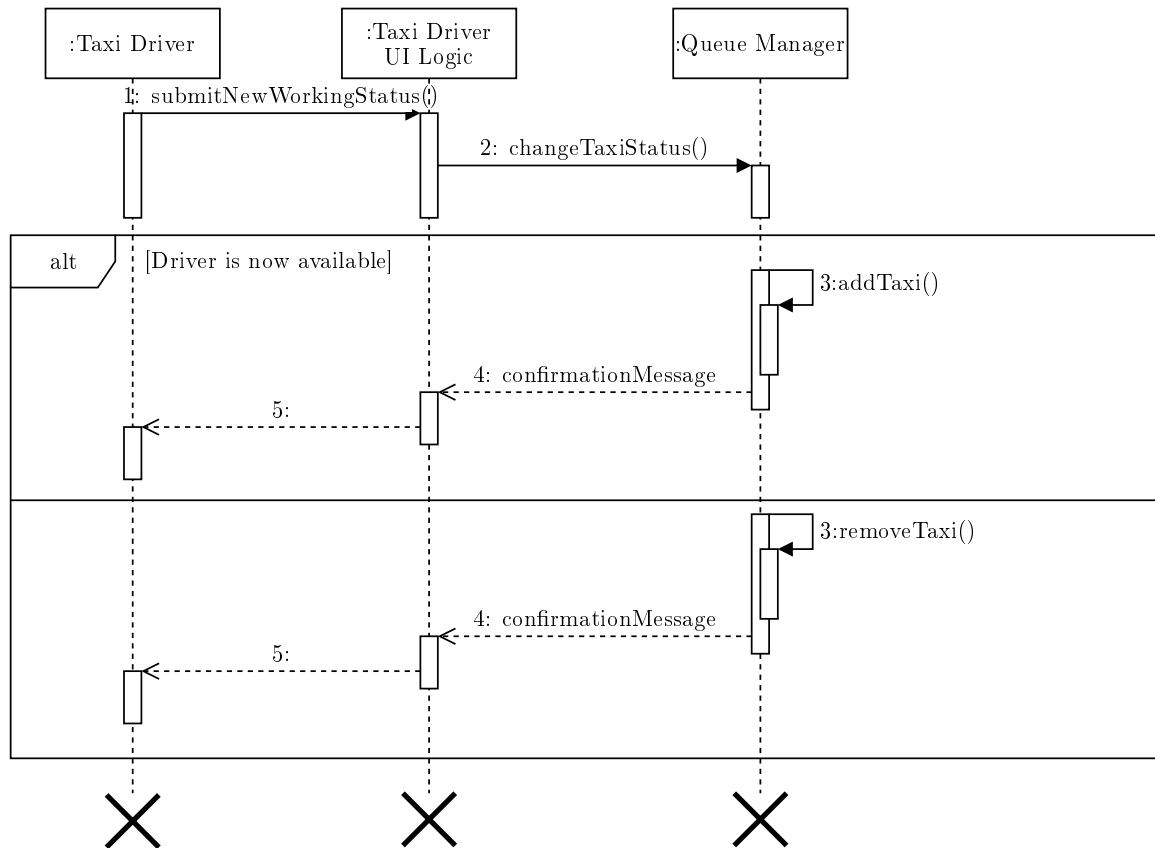 :Taxi Driver
:Taxi Driver
UI Logic
:Queue Manager
1: submitNewWorkingStatus()
2: changeTaxiStatus()
alt
[Driver is now available]
3:addTaxi()
4: confirmationMessage
5:
3:removeTaxi()
4: confirmationMessage
5: